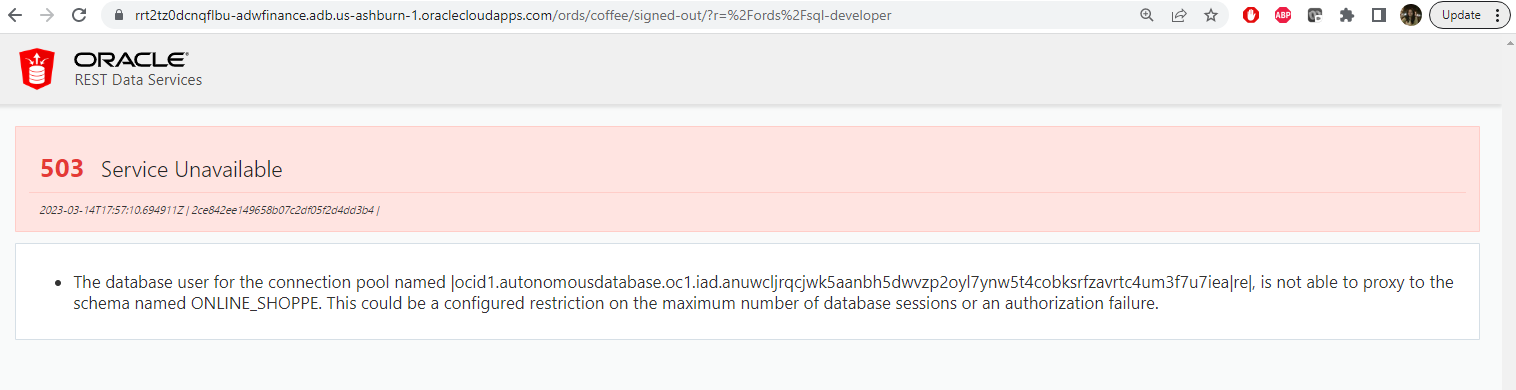 rrt2tz0dcnqflbu-adwfinance.adb.us-ashburn-1.oraclecloudapps.com/ords/coffee/signed-out/?r=%2Fords%2Fsql-developer
ABP
Update
ORACLE®
REST Data Services
503 Service Unavailable
2023-03-14T17:57:10.694911Z | 2ce842ee149658b07c2df05f2d4dd3b4 |
• The database user for the connection pool named |ocid1.autonomousdatabase.oc1.iad.anuwcljrqcjwk5aanbh5dwvzp2oyl7ynw5t4cobksrfzavrtc4um3f7u7iea|re|, is not able to proxy to the
schema named ONLINE_SHOPPE. This could be a configured restriction on the maximum number of database sessions or an authorization failure.